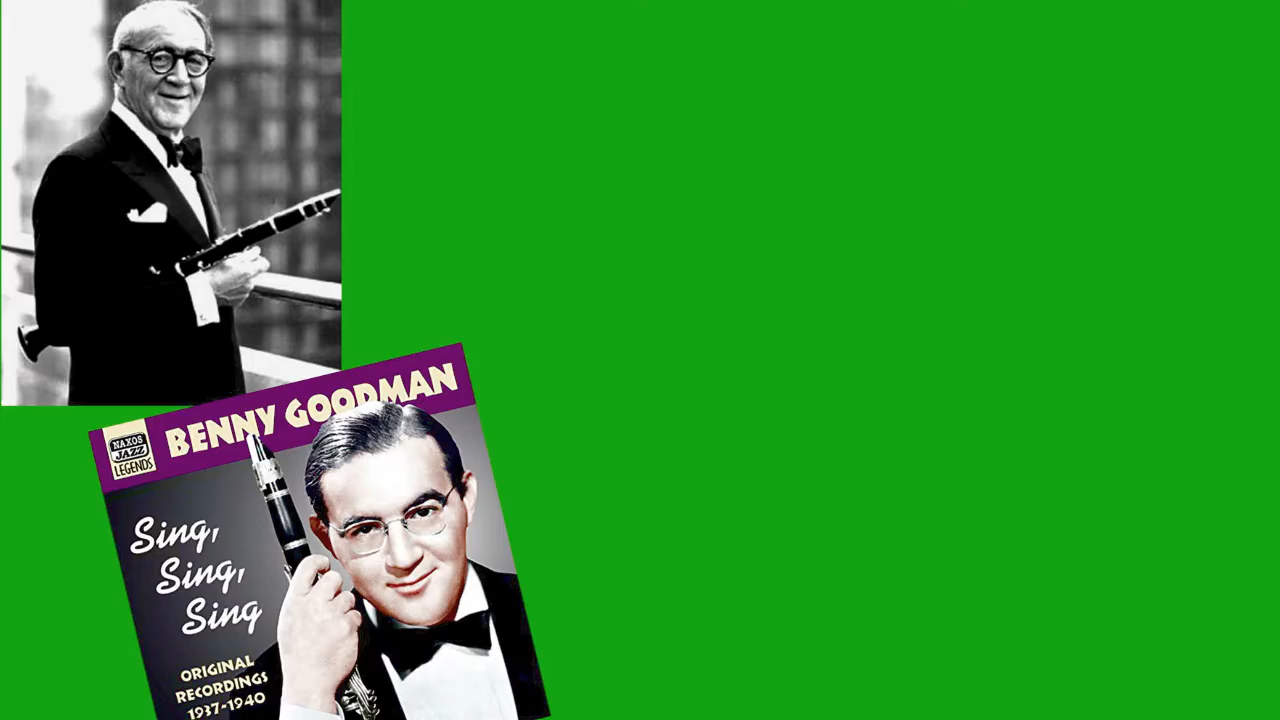 BENNY GOODMAN
NAXOS
JAZZ
LEGENDS
Sing,
Sing,
Sing
ORIGINAL
RECORDINGS
1937-1940